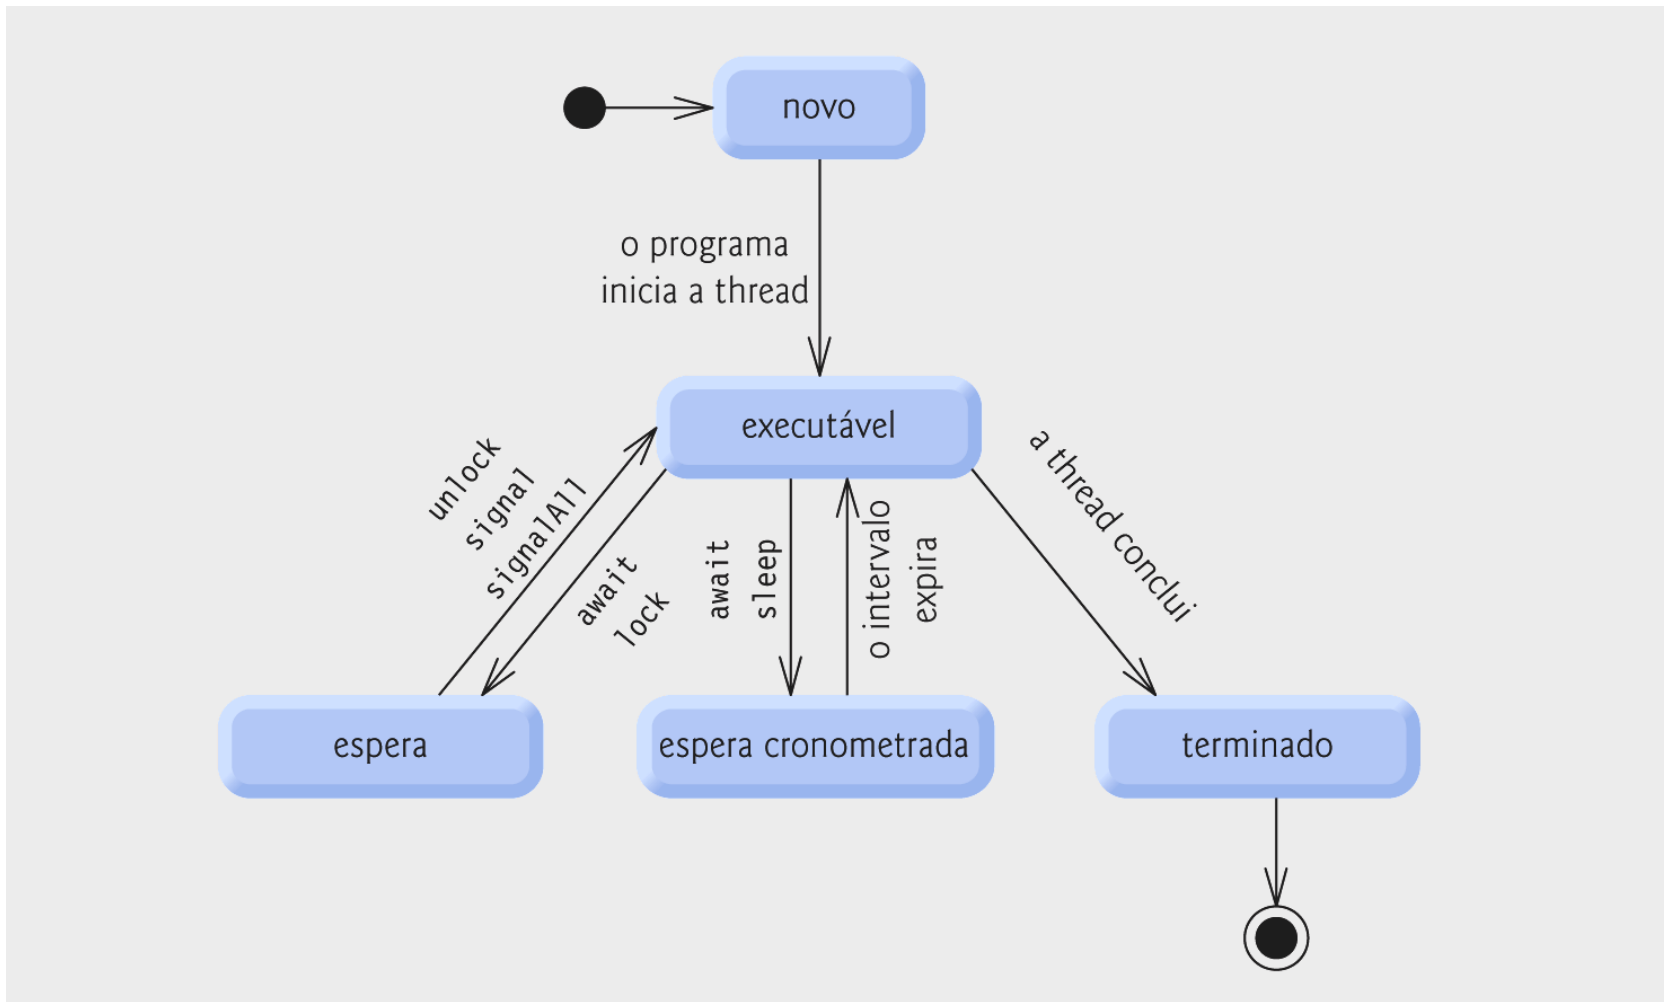 novo
o programa
inicia a thread
executável
unlock
signal
signalAll
await
lock
await
sleep
o intervalo
expira
a thread conclui
espera
espera cronometrada
terminado